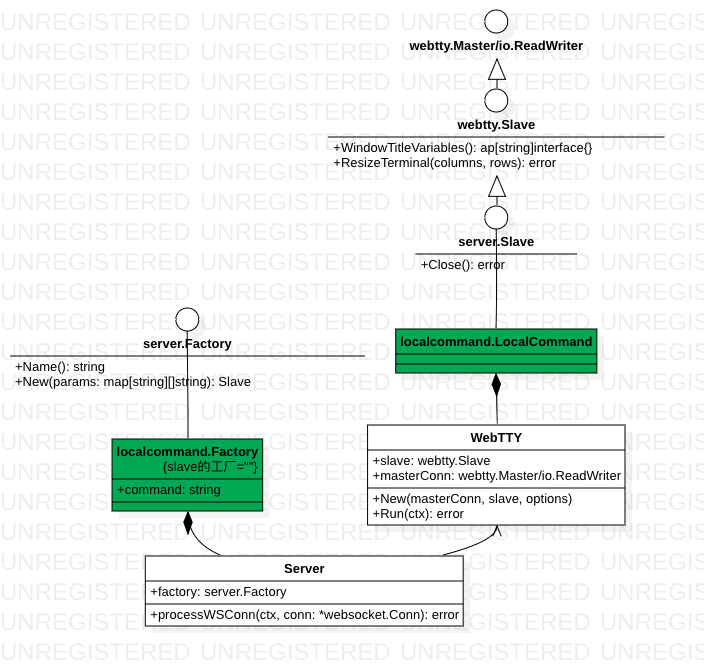 webtty.Master/io.ReadWriter
webtty.Slave
+WindowTitleVariables(): ap[string]interface{}
+ResizeTerminal(columns, rows): error
server.Slave
+Close(): error
server.Factory
+Name(): string
+New(params: map[string][]string): Slave
localcommand.LocalCommand
localcommand.Factory
{slave的工厂=""}
+command: string
WebTTY
+slave: webtty.Slave
+masterConn: webtty.Master/io.ReadWriter
+New(masterConn, slave, options)
+Run(ctx): error
Server
+factory: server.Factory
+processWSConn(ctx, conn: *websocket.Conn): error
UNREGISTERED